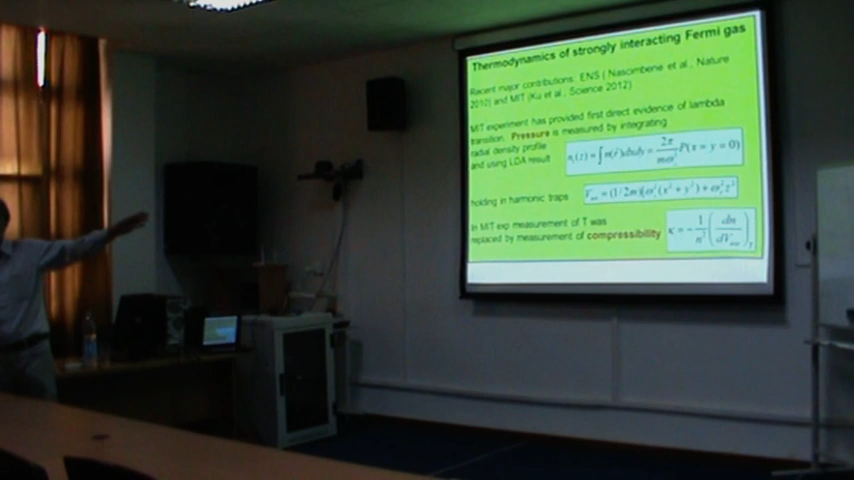 Thermodynamics of strongly interacting Fermi gas
Recent major contributions: ENS ( Nascimbene et al., Nature
2010) and MIT (Ku et al., Science 2012)
MIT experiment has provided first direct evidence of lambda
transition. Pressure is measured by integrating
radial density profile
and using LDA result
holding in harmonic traps
In MIT exp measurement of T was
replaced by measurement of compressibility